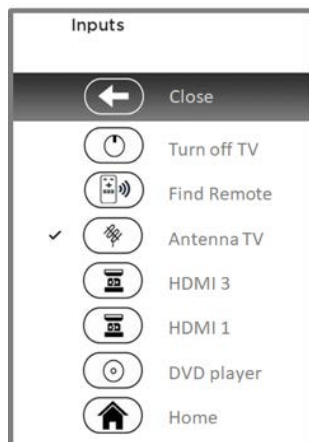 Inputs
Close
Turn off TV
Find Remote
Antenna TV
HDMI 3
HDMI 1
DVD player
Home